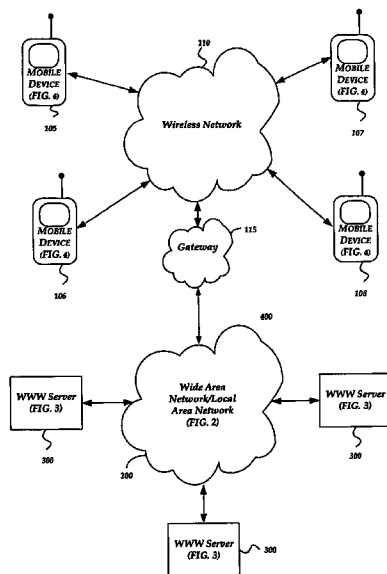 110
MOBILE
DEVICE
(FIG. 4)
105
MOBILE
DEVICE
(FIG. 4)
107
Wireless Network
MOBILE
DEVICE
(FIG. 4)
106
Gateway
115
MOBILE
DEVICE
(FIG. 4)
108
400
Wide Area
Network/Local
Area Network
(FIG. 2)
WWW Server
(FIG. 3)
300
WWW Server
(FIG. 3)
300
200
WWW Server
(FIG. 3)
300